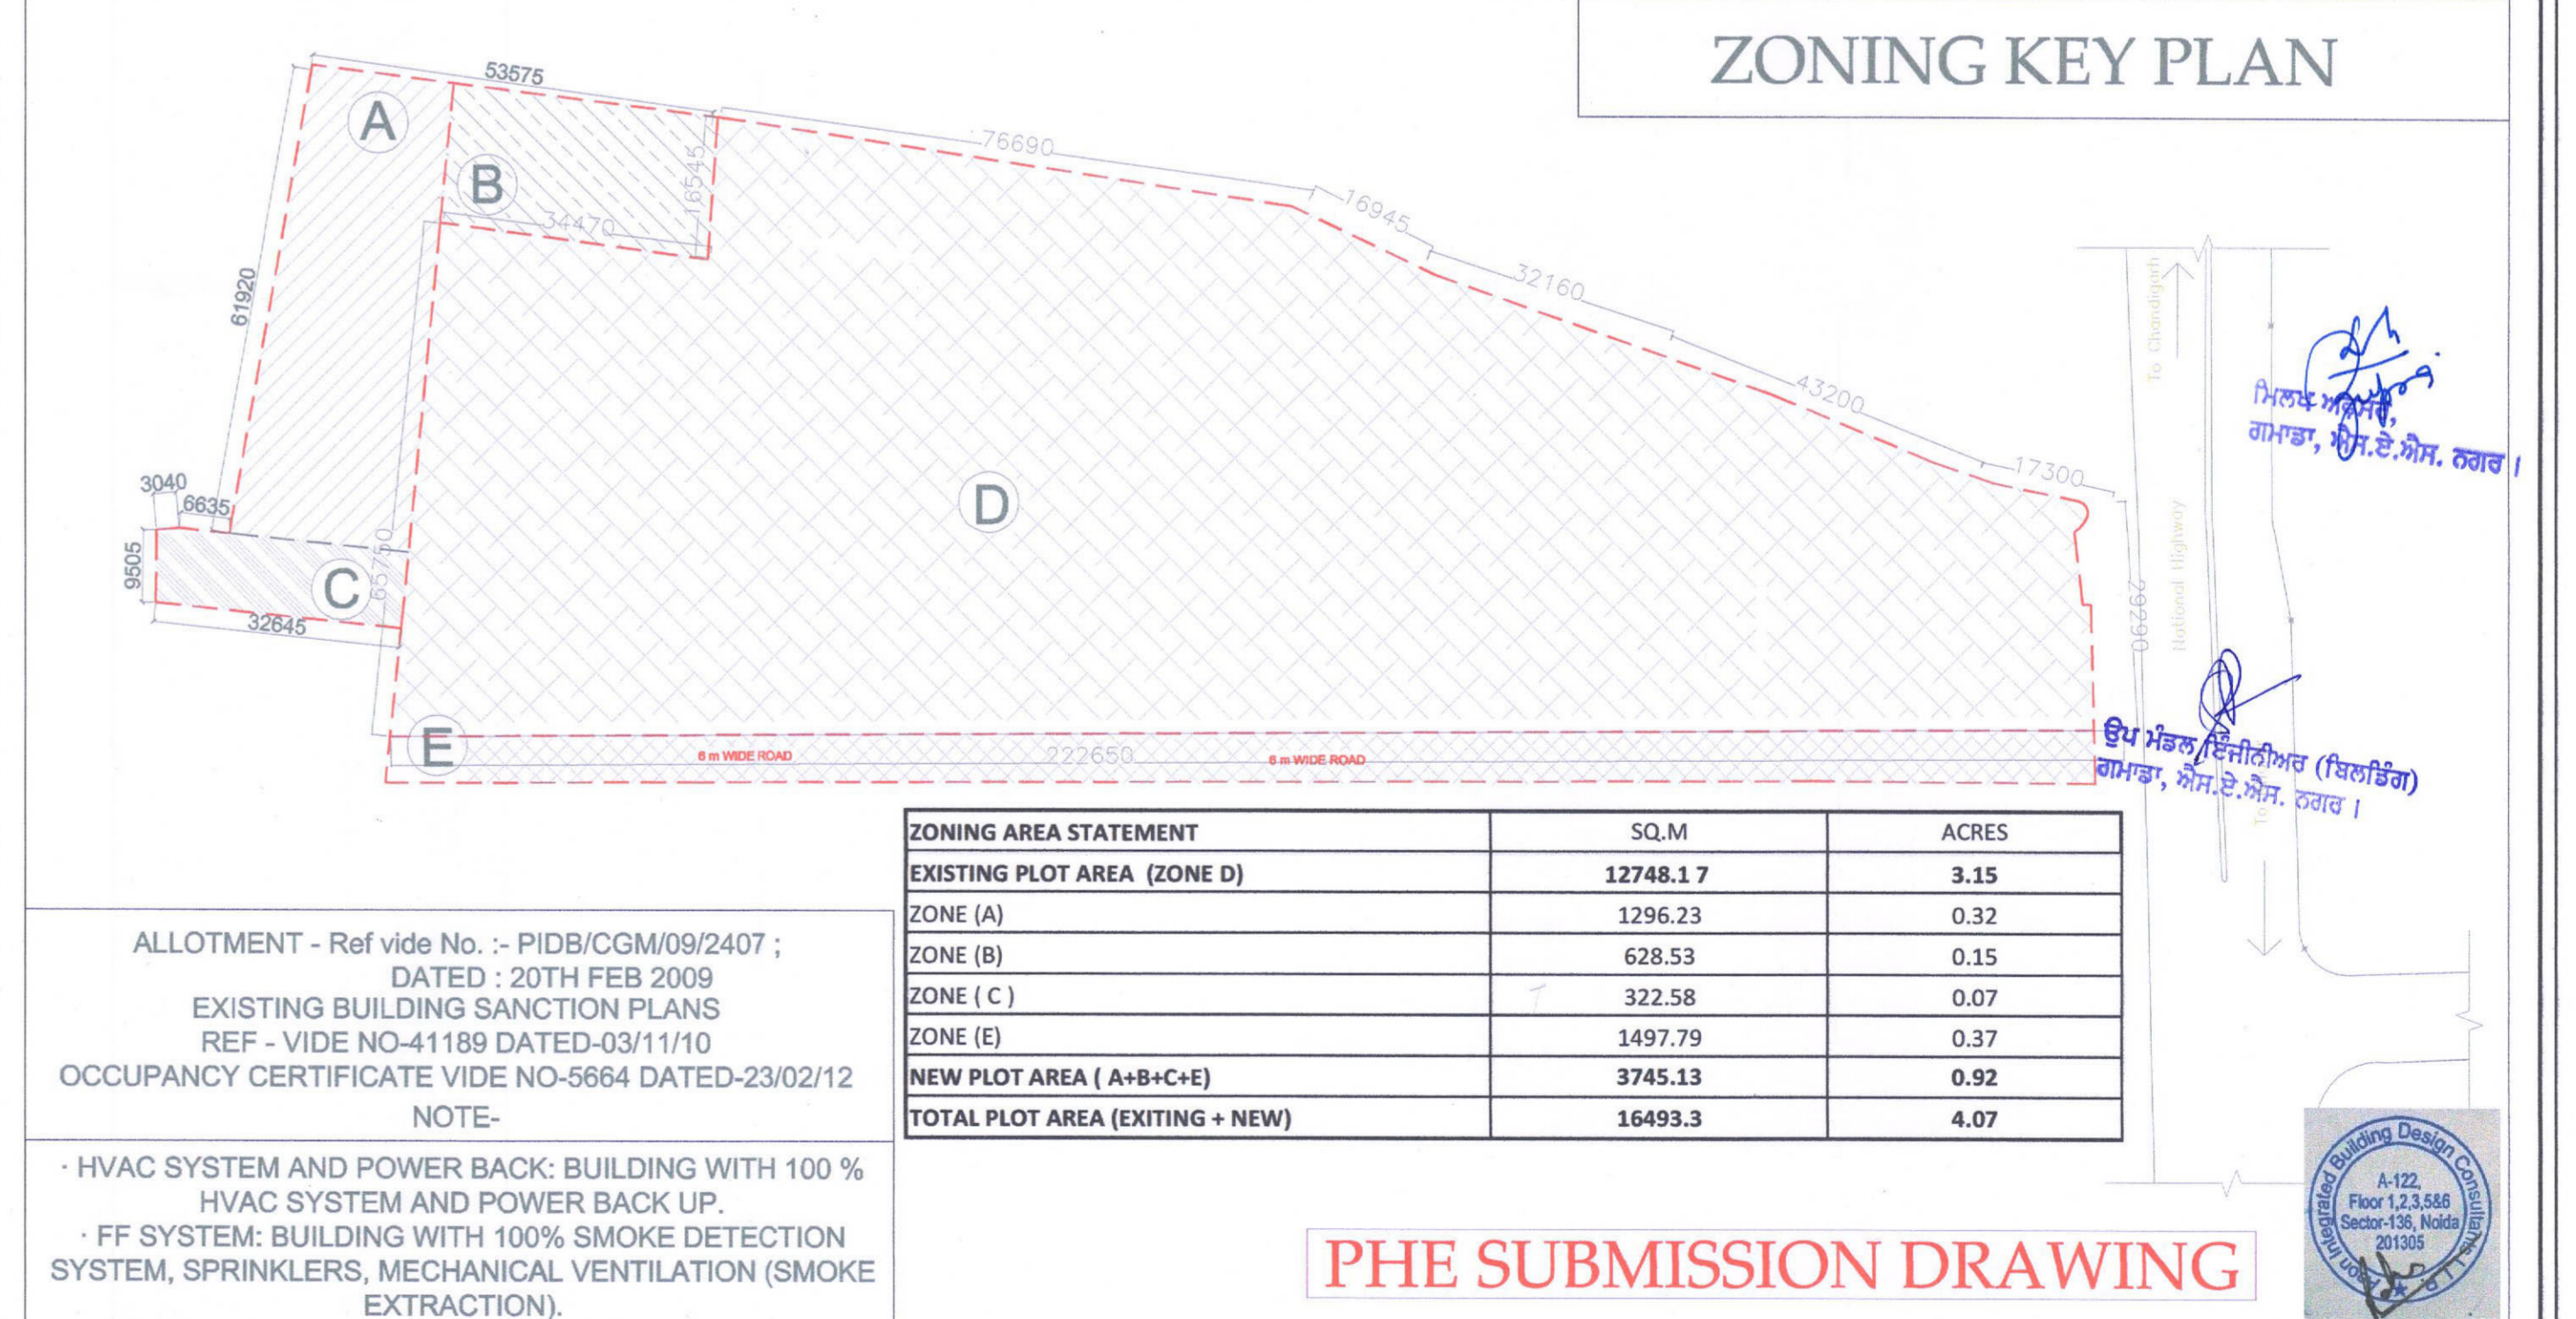 ZONING KEY PLAN
53575
A
76690
B
16545
16945
34470
32160
To Chandigarh
61920
43200
ਮਿਲਖ ਅਫਸਰ,
ਗਮਾਡਾ, ਐਸ.ਏ.ਐਸ. ਨਗਰ।
17300
3040
6635
D
National Highway
9505
65750
C
29290
32645
E
6 m WIDE ROAD
222650
6 m WIDE ROAD
ਉਪ ਮੰਡਲ ਇੰਜੀਨੀਅਰ (ਬਿਲਡਿੰਗ)
ਗਮਾਡਾ, ਐਸ.ਏ.ਐਸ. ਨਗਰ।
To
ZONING AREA STATEMENT SQ.M ACRES
EXISTING PLOT AREA (ZONE D) 12748.1 7 3.15
ZONE (A) 1296.23 0.32
ZONE (B) 628.53 0.15
ZONE ( C ) 322.58 0.07
ZONE (E) 1497.79 0.37
NEW PLOT AREA ( A+B+C+E) 3745.13 0.92
TOTAL PLOT AREA (EXITING + NEW) 16493.3 4.07
ALLOTMENT - Ref vide No. :- PIDB/CGM/09/2407 ;
DATED : 20TH FEB 2009
EXISTING BUILDING SANCTION PLANS
REF - VIDE NO-41189 DATED-03/11/10
OCCUPANCY CERTIFICATE VIDE NO-5664 DATED-23/02/12
NOTE-
· HVAC SYSTEM AND POWER BACK: BUILDING WITH 100 %
HVAC SYSTEM AND POWER BACK UP.
· FF SYSTEM: BUILDING WITH 100% SMOKE DETECTION
SYSTEM, SPRINKLERS, MECHANICAL VENTILATION (SMOKE
EXTRACTION).
PHE SUBMISSION DRAWING
Integrated Building Design Consultants LLP
A-122,
Floor 1,2,3,5&6
Sector-136, Noida
201305